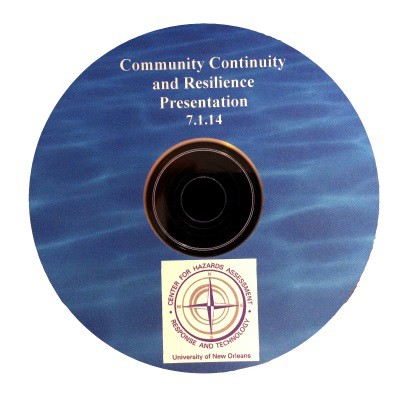 Community Continuity
and Resilience
Presentation
7.1.14
CENTER FOR HAZARDS ASSESSMENT
RESPONSE AND TECHNOLOGY
University of New Orleans